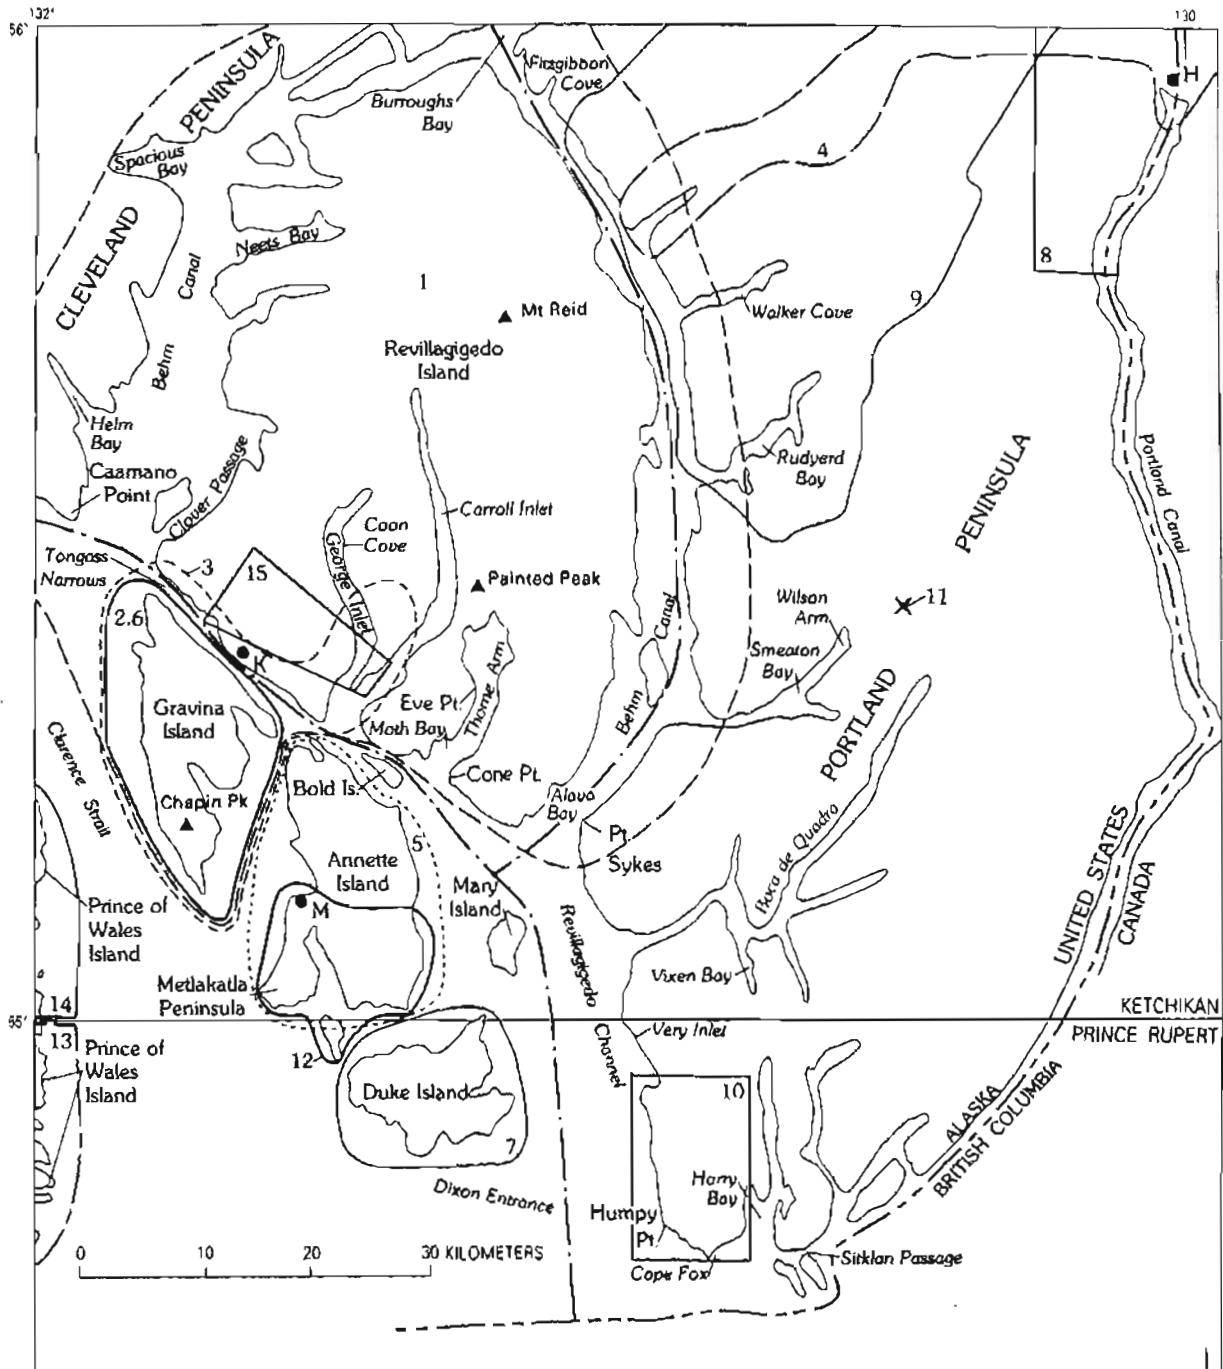 132°
130
56°
H
Fitzgibbon
Cove
Burroughs
Bay
PENINSULA
Spacious
Bay
4
CLEVELAND
Neets Bay
Canal
Behm
1
8
9
Mt Reid
Walker Cove
Revillagigedo
Island
Helm
Bay
Caamano
Point
Clover Passage
Rudyerd
Bay
PENINSULA
Portland Canal
Carroll Inlet
Coon
Cove
George Inlet
Tongass
Narrows
3
15
Painted Peak
2.6
Wilson
Arm
11
Smeaton
Bay
Canal
Behm
K
Gravina
Island
Eve Pt.
Thorne Arm
Moth Bay
PORTLAND
Clarence Strait
Bold Is.
Cone Pt.
Alava
Bay
Chapin Pk
Pt.
Sykes
5
Annette
Island
Boca de Quadra
UNITED STATES
CANADA
Mary
Island
M
Prince of
Wales
Island
Revillagigedo
Channel
Vixen Bay
Metlakatla
Peninsula
14
55°
KETCHIKAN
13
PRINCE RUPERT
Very Inlet
Prince of
Wales
Island
12
Duke Island
10
7
ALASKA
BRITISH COLUMBIA
Dixon Entrance
Harry
Bay
Humpy
Pt.
Sitklan Passage
Cape Fox
0 10 20 30 KILOMETERS